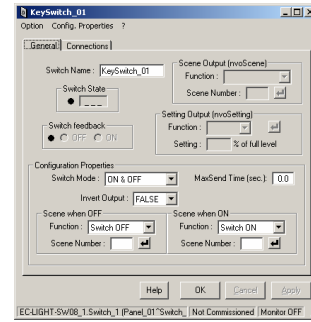 KeySwitch_01
Option Config. Properties ?
General Connections
Switch Name : KeySwitch_01
Switch State
_ _ _
Switch feedback
OFF ON
Scene Output (nvoScene)
Function :
Scene Number :
Setting Output (nvoSetting)
Function :
Setting : % of full level
Configuration Properties
Switch Mode : ON & OFF MaxSend Time (sec.): 0.0
Invert Output : FALSE
Scene when OFF
Function : Switch OFF
Scene Number :
Scene when ON
Function : Switch ON
Scene Number :
Help OK Cancel Apply
EC-LIGHT-SW08_1.Switch_1 (Panel_01^Switch_ Not Commissioned Monitor OFF